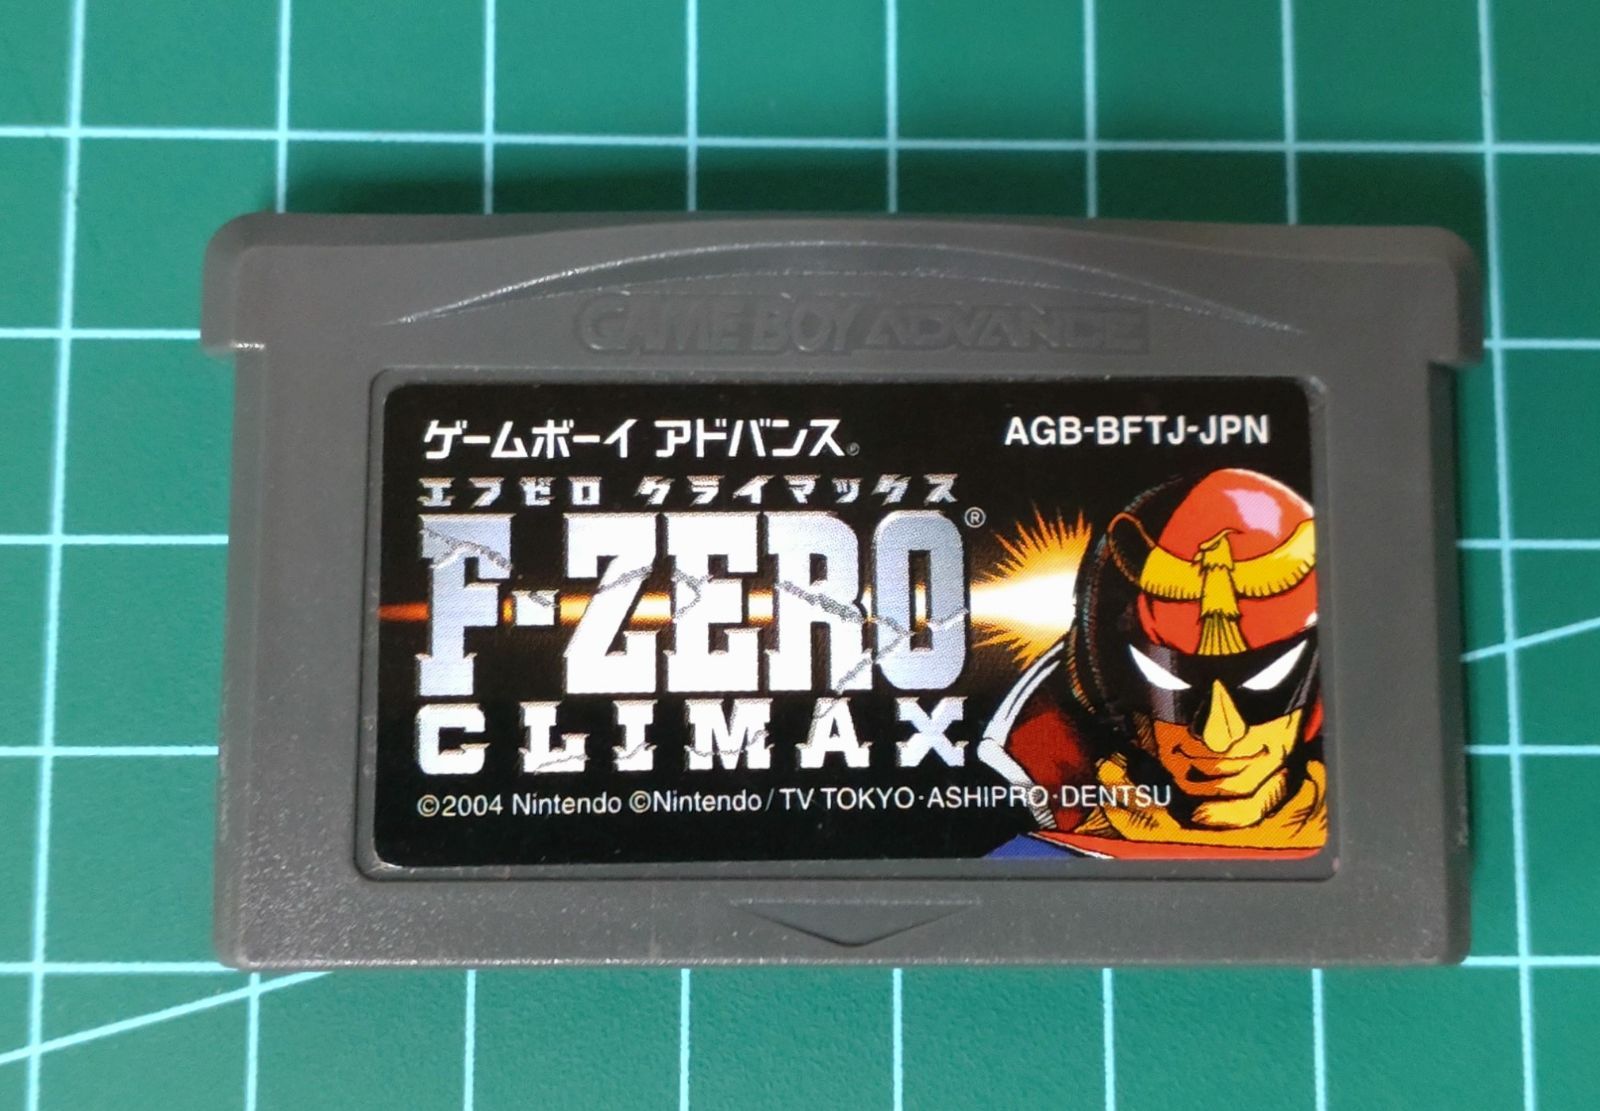 GAME BOY ADVANCE
ゲームボーイ アドバンス®
AGB-BFTJ-JPN
エフゼロ クライマックス
F-ZERO®
CLIMAX
©2004 Nintendo ©Nintendo/TV TOKYO·ASHIPRO·DENTSU